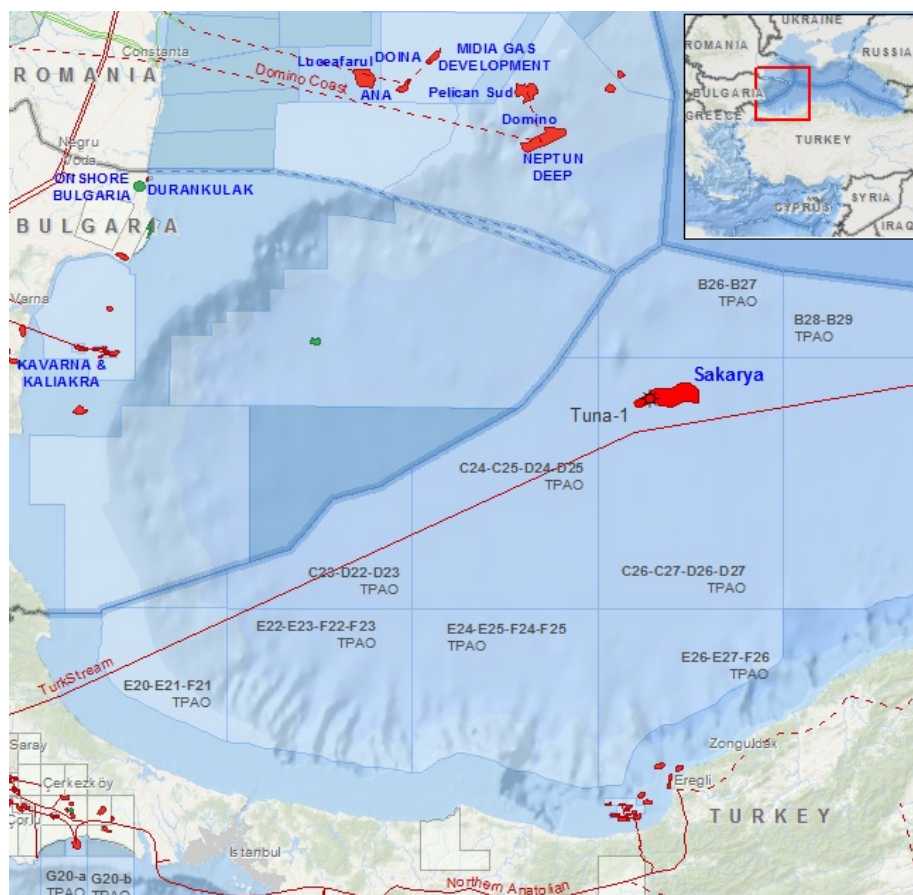 UKRAINE
ROMANIA
RUSSIA
BULGARIA
GREECE
TURKEY
SYRIA
CYPRUS
IRAQ
Constanta
ROMANIA
Luceafarul
DOINA
MIDIA GAS
DEVELOPMENT
Domino Coast
ANA
Pelican Sud
Domino
NEPTUN
DEEP
Negru
Voda
ONSHORE
BULGARIA
DURANKULAK
BULGARIA
Varna
KAVARNA &
KALIAKRA
B26-B27
TPAO
B28-B29
TPAO
Sakarya
Tuna-1
C24-C25-D24-D25
TPAO
C23-D22-D23
TPAO
C26-C27-D26-D27
TPAO
E22-E23-F22-F23
TPAO
E24-E25-F24-F25
TPAO
E26-E27-F26
TPAO
TurkStream
E20-E21-F21
TPAO
Saray
Çerkezköy
Çorlu
Zonguldak
Eregli
TURKEY
Istanbul
G20-a
TPAO
G20-b
TPAO
Northern Anatolian